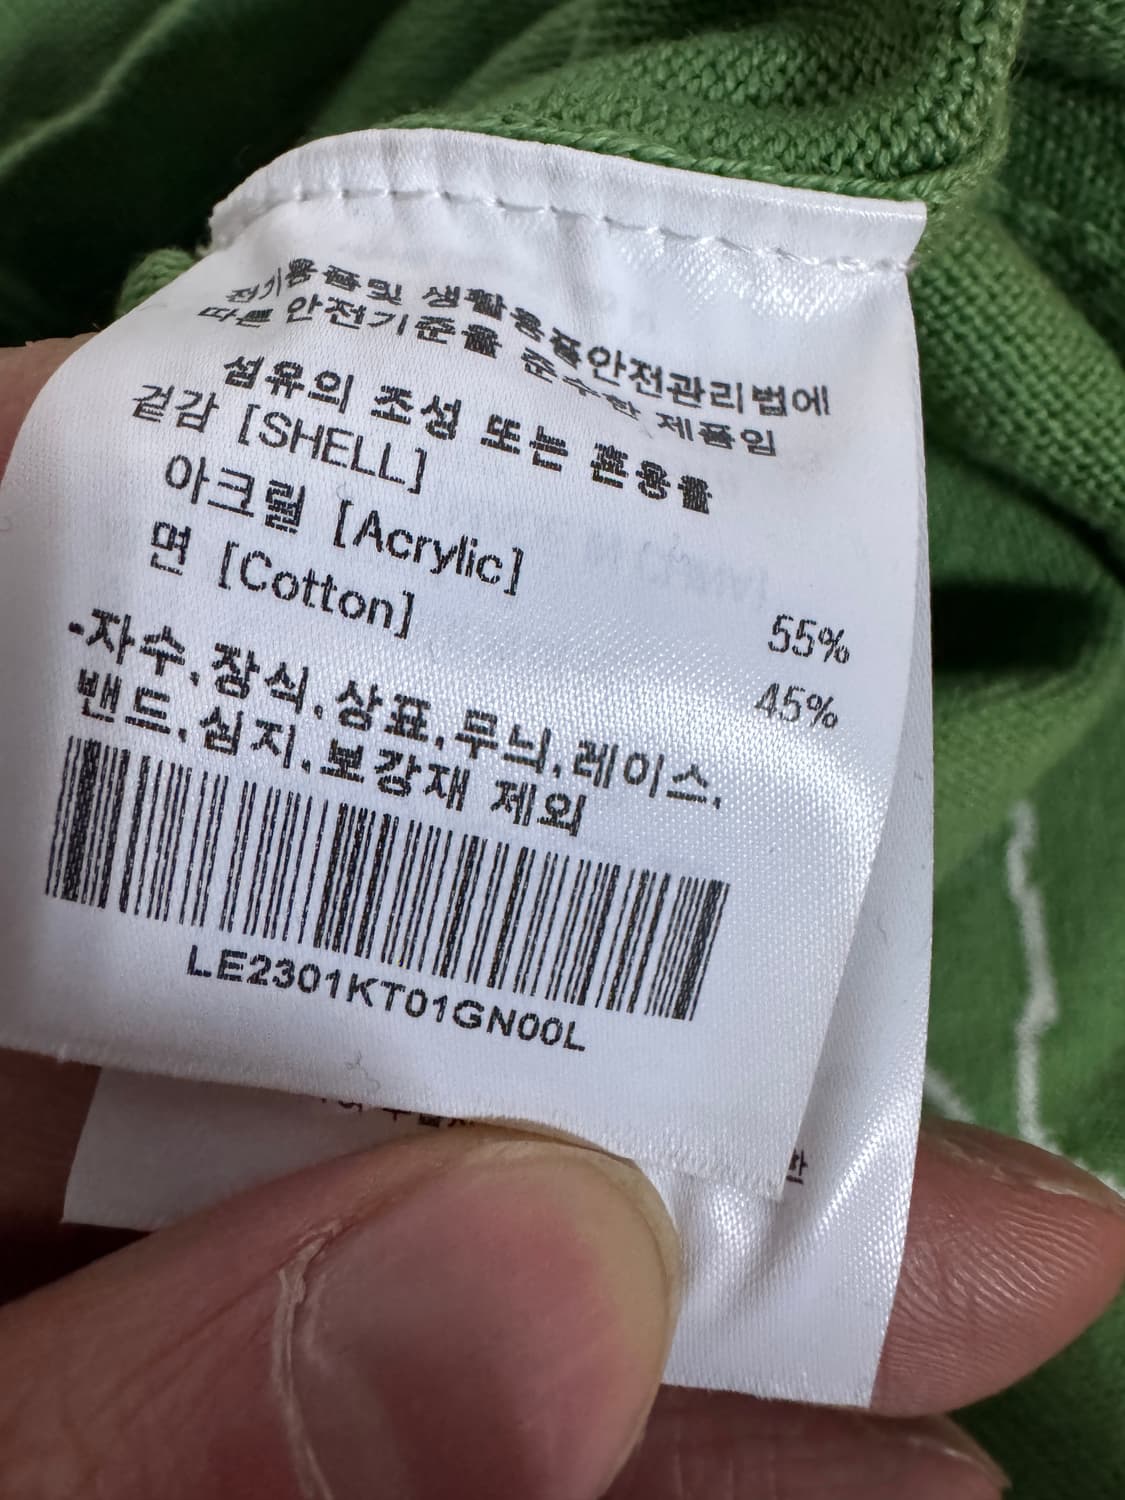 전기용품및 생활용품안전관리법에
따른 안전기준을 준수한 제품임
섬유의 조성 또는 혼용율
겉감 [SHELL]
아크릴 [Acrylic] 55%
면 [Cotton] 45%
-자수,장식,상표,무늬,레이스,
밴드,심지,보강재 제외
LE2301KT01GN00L